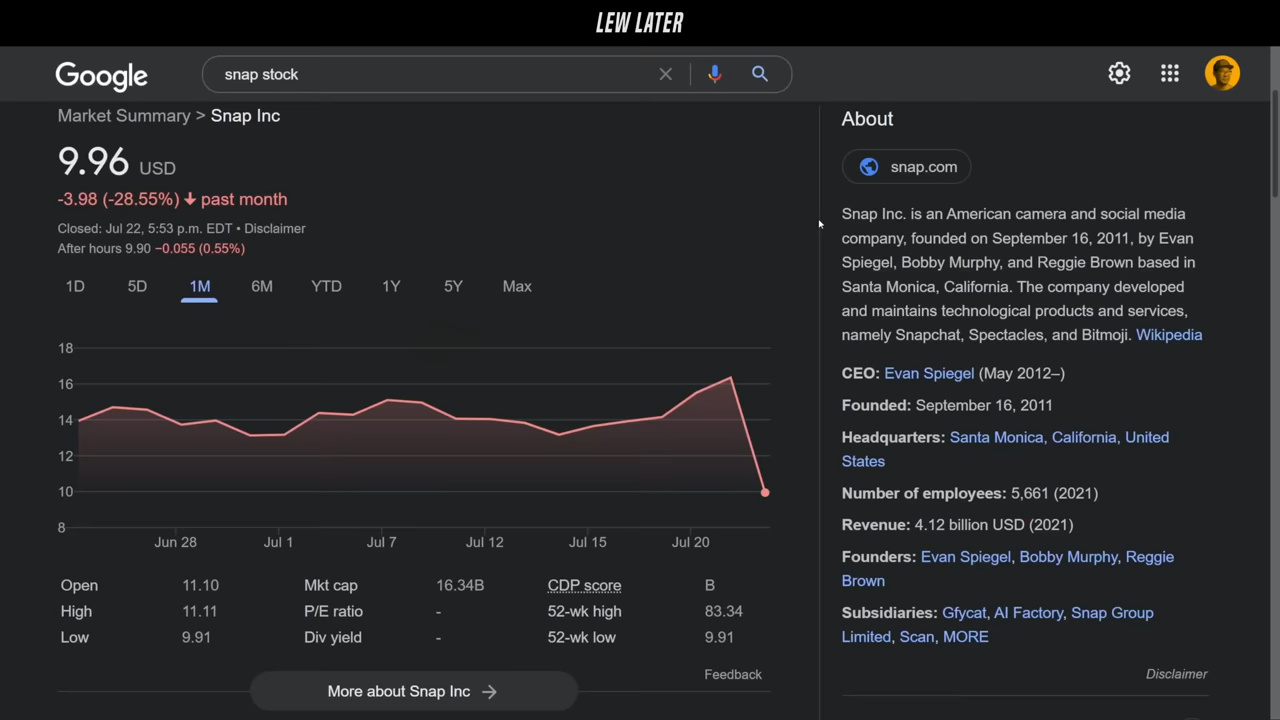 LEW LATER
Google
snap stock
Market Summary > Snap Inc
9.96 USD
-3.98 (-28.55%) ↓ past month
Closed: Jul 22, 5:53 p.m. EDT • Disclaimer
After hours 9.90 −0.055 (0.55%)
1D 5D 1M 6M YTD 1Y 5Y Max
18
16
14
12
10
8
Jun 28 Jul 1 Jul 7 Jul 12 Jul 15 Jul 20
Open 11.10 Mkt cap 16.34B CDP score B
High 11.11 P/E ratio - 52-wk high 83.34
Low 9.91 Div yield - 52-wk low 9.91
Feedback
More about Snap Inc →
About
snap.com
Snap Inc. is an American camera and social media
company, founded on September 16, 2011, by Evan
Spiegel, Bobby Murphy, and Reggie Brown based in
Santa Monica, California. The company developed
and maintains technological products and services,
namely Snapchat, Spectacles, and Bitmoji. Wikipedia
CEO: Evan Spiegel (May 2012–)
Founded: September 16, 2011
Headquarters: Santa Monica, California, United
States
Number of employees: 5,661 (2021)
Revenue: 4.12 billion USD (2021)
Founders: Evan Spiegel, Bobby Murphy, Reggie
Brown
Subsidiaries: Gfycat, AI Factory, Snap Group
Limited, Scan, MORE
Disclaimer